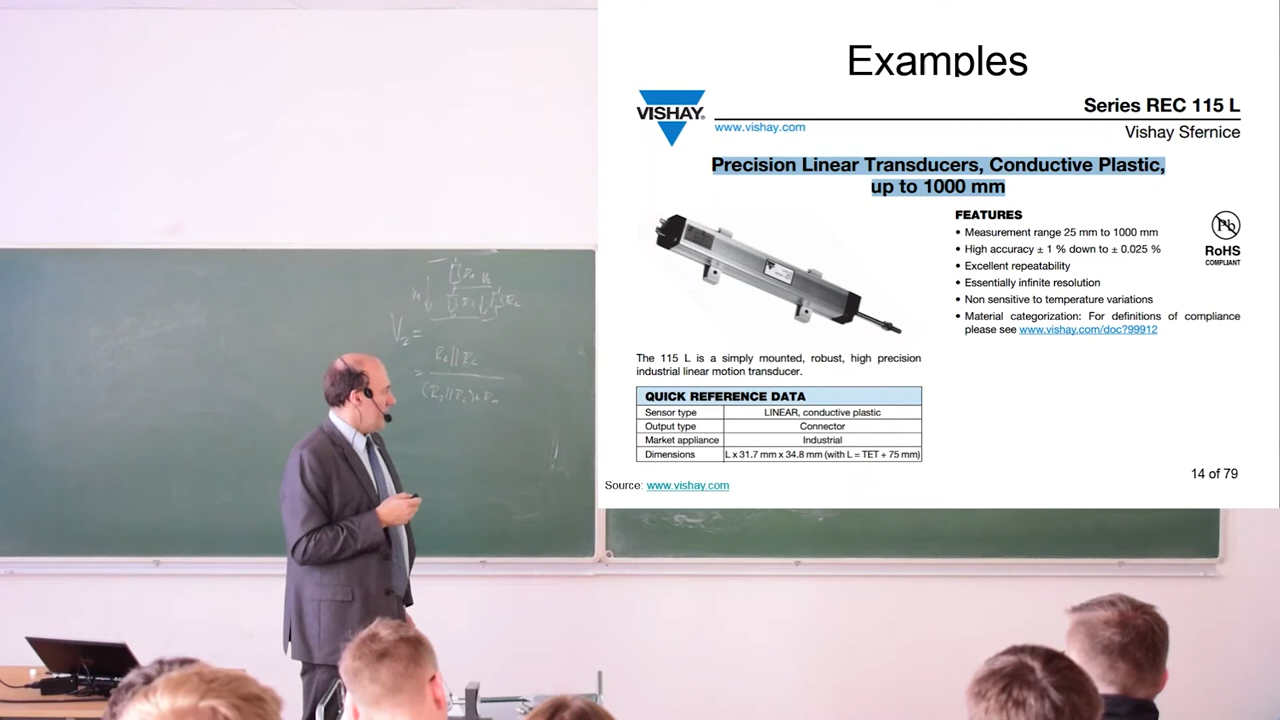 Examples
VISHAY®
www.vishay.com
Series REC 115 L
Vishay Sfernice
Precision Linear Transducers, Conductive Plastic,
up to 1000 mm
FEATURES
• Measurement range 25 mm to 1000 mm
• High accuracy ± 1 % down to ± 0.025 %
• Excellent repeatability
• Essentially infinite resolution
• Non sensitive to temperature variations
• Material categorization: For definitions of compliance
please see www.vishay.com/doc?99912
Pb
RoHS
COMPLIANT
The 115 L is a simply mounted, robust, high precision
industrial linear motion transducer.
QUICK REFERENCE DATA
Sensor type LINEAR, conductive plastic
Output type Connector
Market appliance Industrial
Dimensions L x 31.7 mm x 34.8 mm (with L = TET + 75 mm)
14 of 79
Source: www.vishay.com
V₂ =